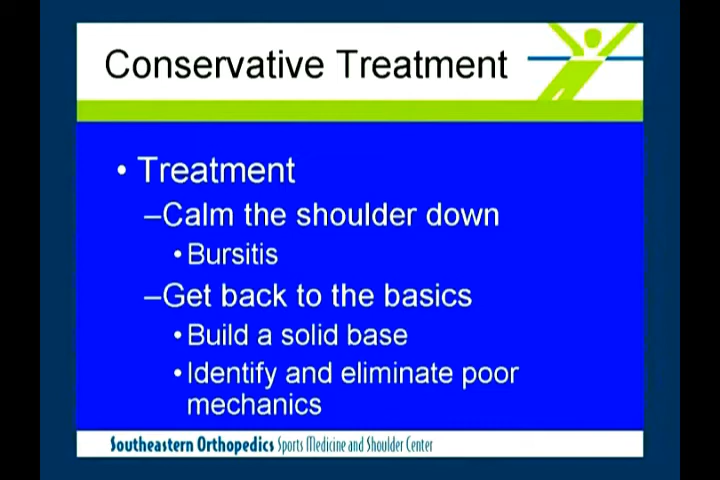 Conservative Treatment
• Treatment
–Calm the shoulder down
• Bursitis
–Get back to the basics
• Build a solid base
• Identify and eliminate poor
mechanics
Southeastern Orthopedics Sports Medicine and Shoulder Center